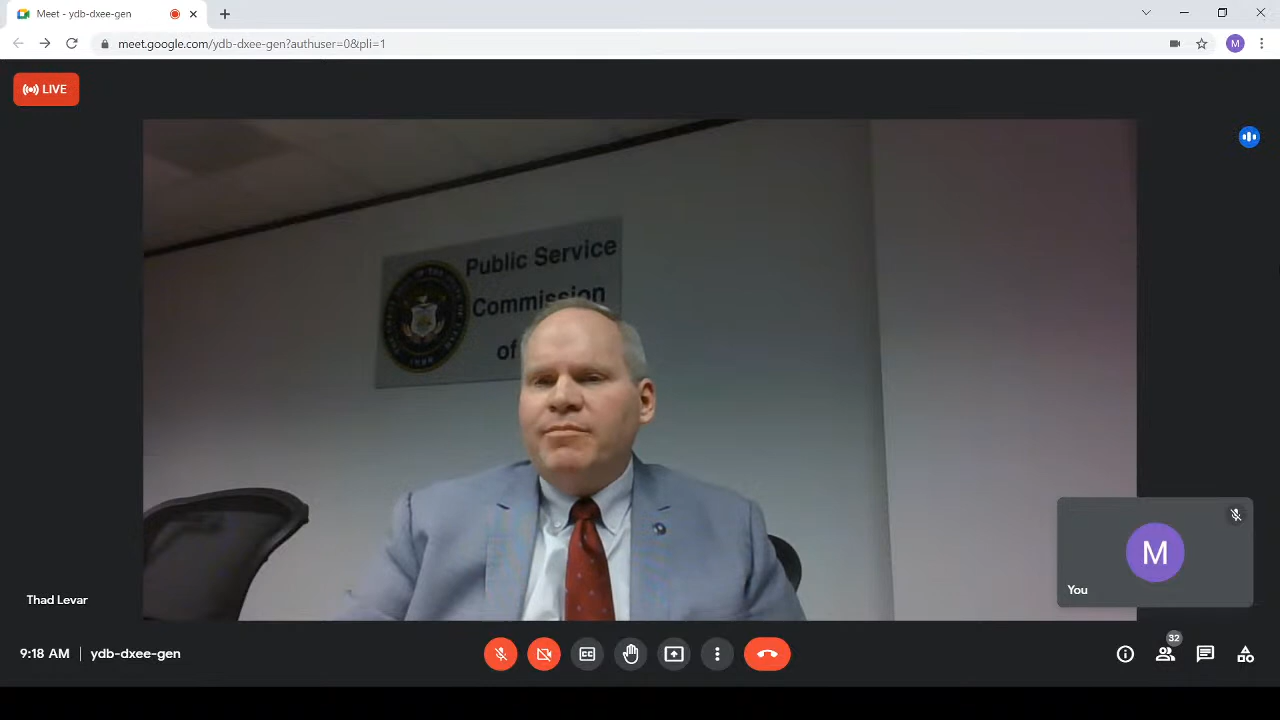 Meet - ydb-dxee-gen
meet.google.com/ydb-dxee-gen?authuser=0&pli=1
M
LIVE
Public Service
Commission
of
M
You
Thad Levar
9:18 AM | ydb-dxee-gen
CC
32